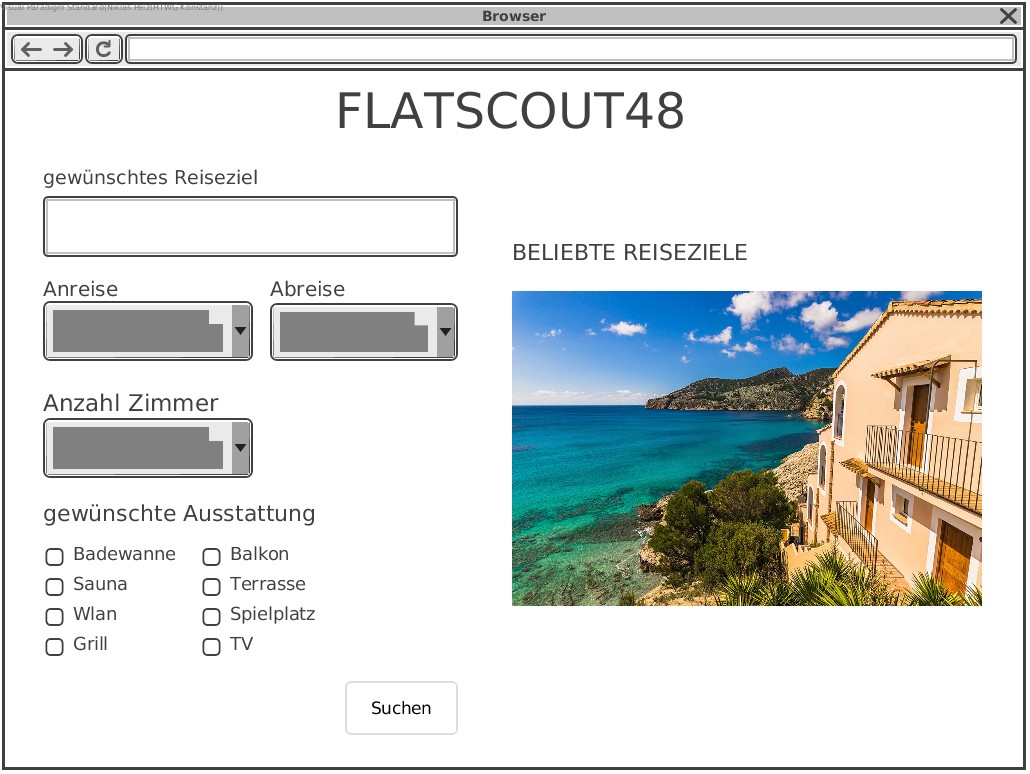 Visual Paradigm Standard(Niklas Pelz(HTWG Konstanz))
Browser
FLATSCOUT48
gewünschtes Reiseziel
BELIEBTE REISEZIELE
Anreise
Abreise
Anzahl Zimmer
gewünschte Ausstattung
Badewanne
Balkon
Sauna
Terrasse
Wlan
Spielplatz
Grill
TV
Suchen